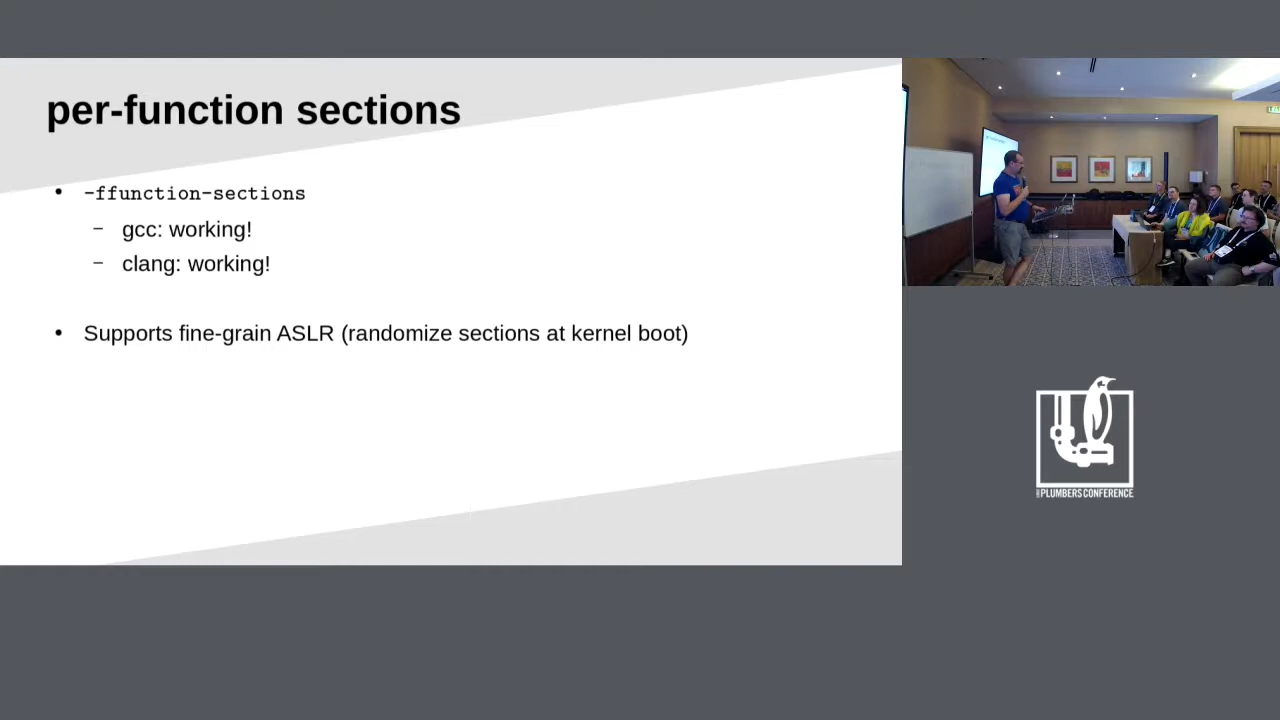 per-function sections
• -ffunction-sections
– gcc: working!
– clang: working!
• Supports fine-grain ASLR (randomize sections at kernel boot)
PLUMBERS CONFERENCE